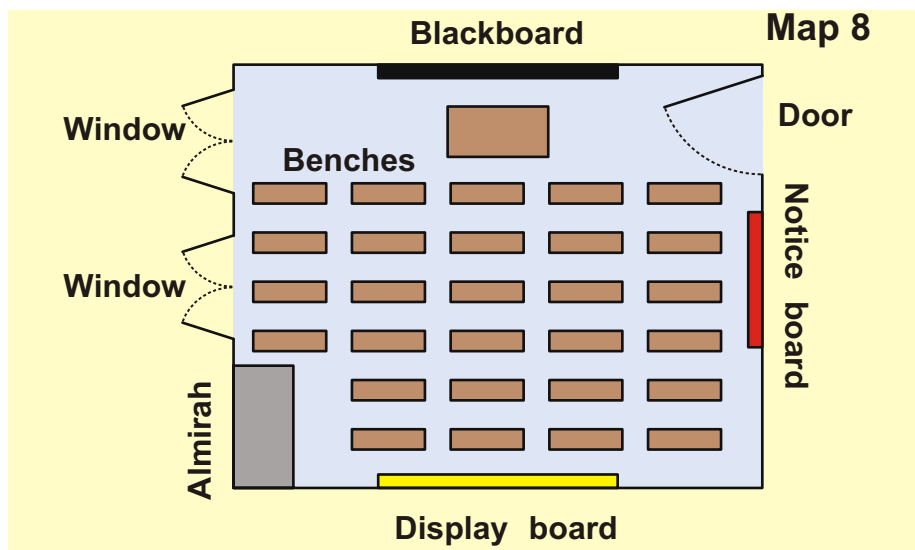 Map 8
Blackboard
Window
Door
Benches
Notice board
Window
Almirah
Display board